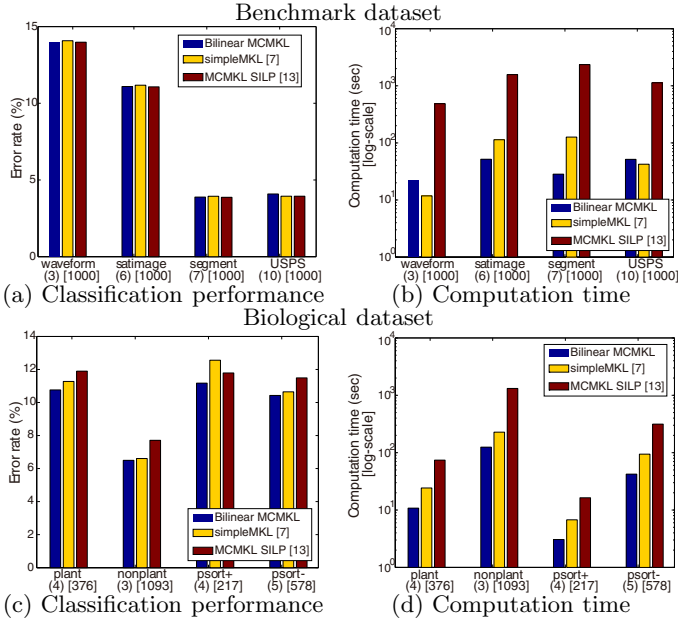 Benchmark dataset
15
10
5
0
Error rate (%)
Bilinear MCMKL
simpleMKL [7]
MCMKL SILP [13]
waveform
(3) [1000]
satimage
(6) [1000]
segment
(7) [1000]
USPS
(10) [1000]
(a) Classification performance
10^4
10^3
10^2
10^1
10^0
Computation time (sec)
[log-scale]
Bilinear MCMKL
simpleMKL [7]
MCMKL SILP [13]
waveform
(3) [1000]
satimage
(6) [1000]
segment
(7) [1000]
USPS
(10) [1000]
(b) Computation time
Biological dataset
14
12
10
8
6
4
2
0
Error rate (%)
Bilinear MCMKL
simpleMKL [7]
MCMKL SILP [13]
plant
(4) [376]
nonplant
(3) [1093]
psort+
(4) [217]
psort-
(5) [578]
(c) Classification performance
10^4
10^3
10^2
10^1
10^0
Computation time (sec)
[log-scale]
Bilinear MCMKL
simpleMKL [7]
MCMKL SILP [13]
plant
(4) [376]
nonplant
(3) [1093]
psort+
(4) [217]
psort-
(5) [578]
(d) Computation time